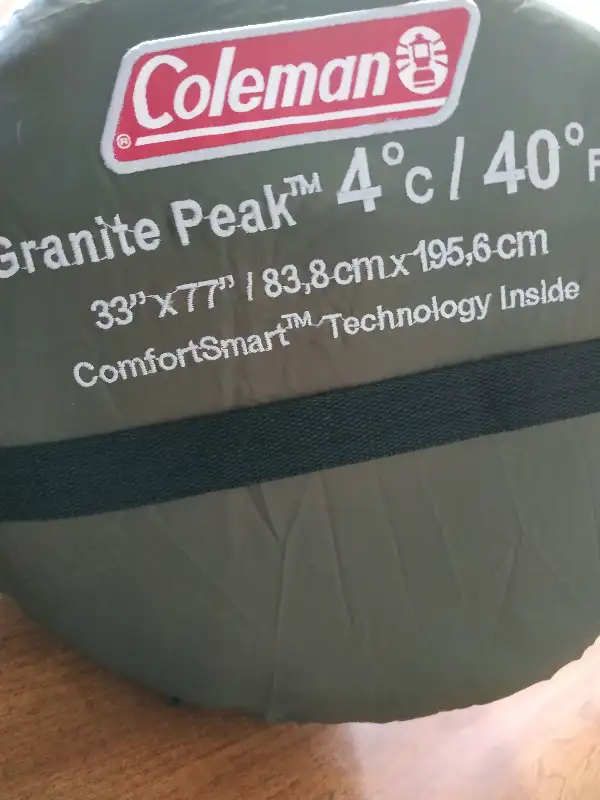 Coleman
®
Granite Peak™ 4°C / 40°F
33” x 77” / 83,8 cm x 195,6 cm
ComfortSmart™ Technology Inside